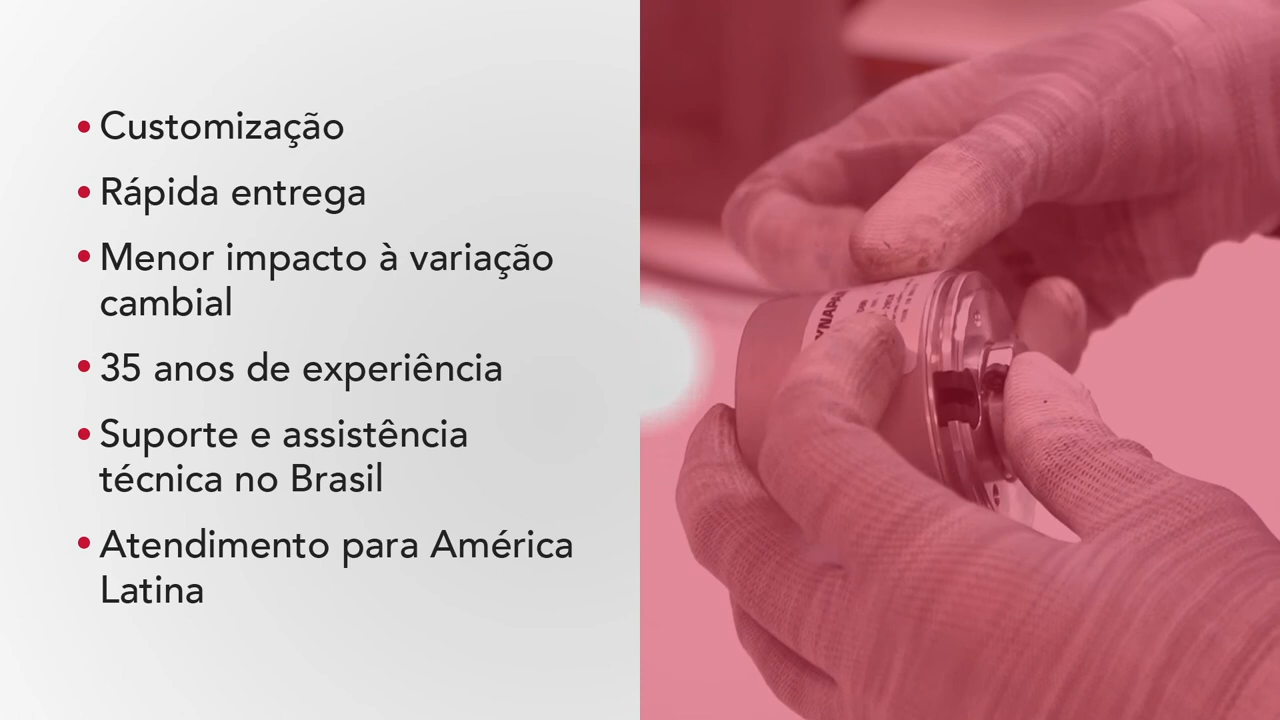 • Customização
• Rápida entrega
• Menor impacto à variação
cambial
• 35 anos de experiência
• Suporte e assistência
técnica no Brasil
• Atendimento para América
Latina